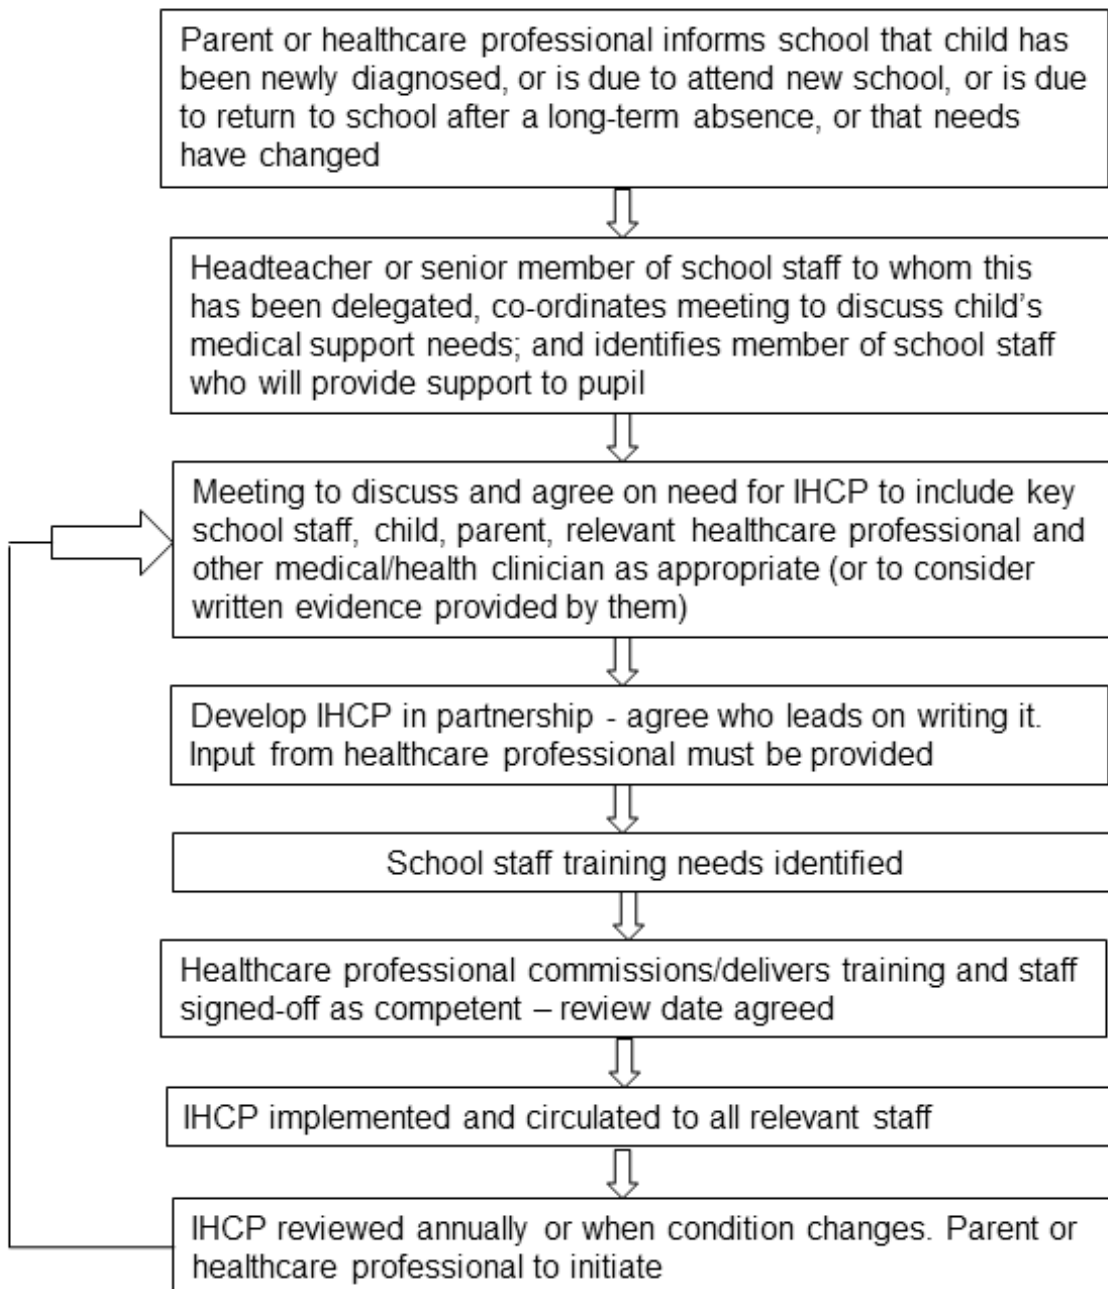 Parent or healthcare professional informs school that child has
been newly diagnosed, or is due to attend new school, or is due
to return to school after a long-term absence, or that needs
have changed
Headteacher or senior member of school staff to whom this
has been delegated, co-ordinates meeting to discuss child's
medical support needs; and identifies member of school staff
who will provide support to pupil
Meeting to discuss and agree on need for IHCP to include key
school staff, child, parent, relevant healthcare professional and
other medical/health clinician as appropriate (or to consider
written evidence provided by them)
Develop IHCP in partnership - agree who leads on writing it.
Input from healthcare professional must be provided
School staff training needs identified
Healthcare professional commissions/delivers training and staff
signed-off as competent – review date agreed
IHCP implemented and circulated to all relevant staff
IHCP reviewed annually or when condition changes. Parent or
healthcare professional to initiate